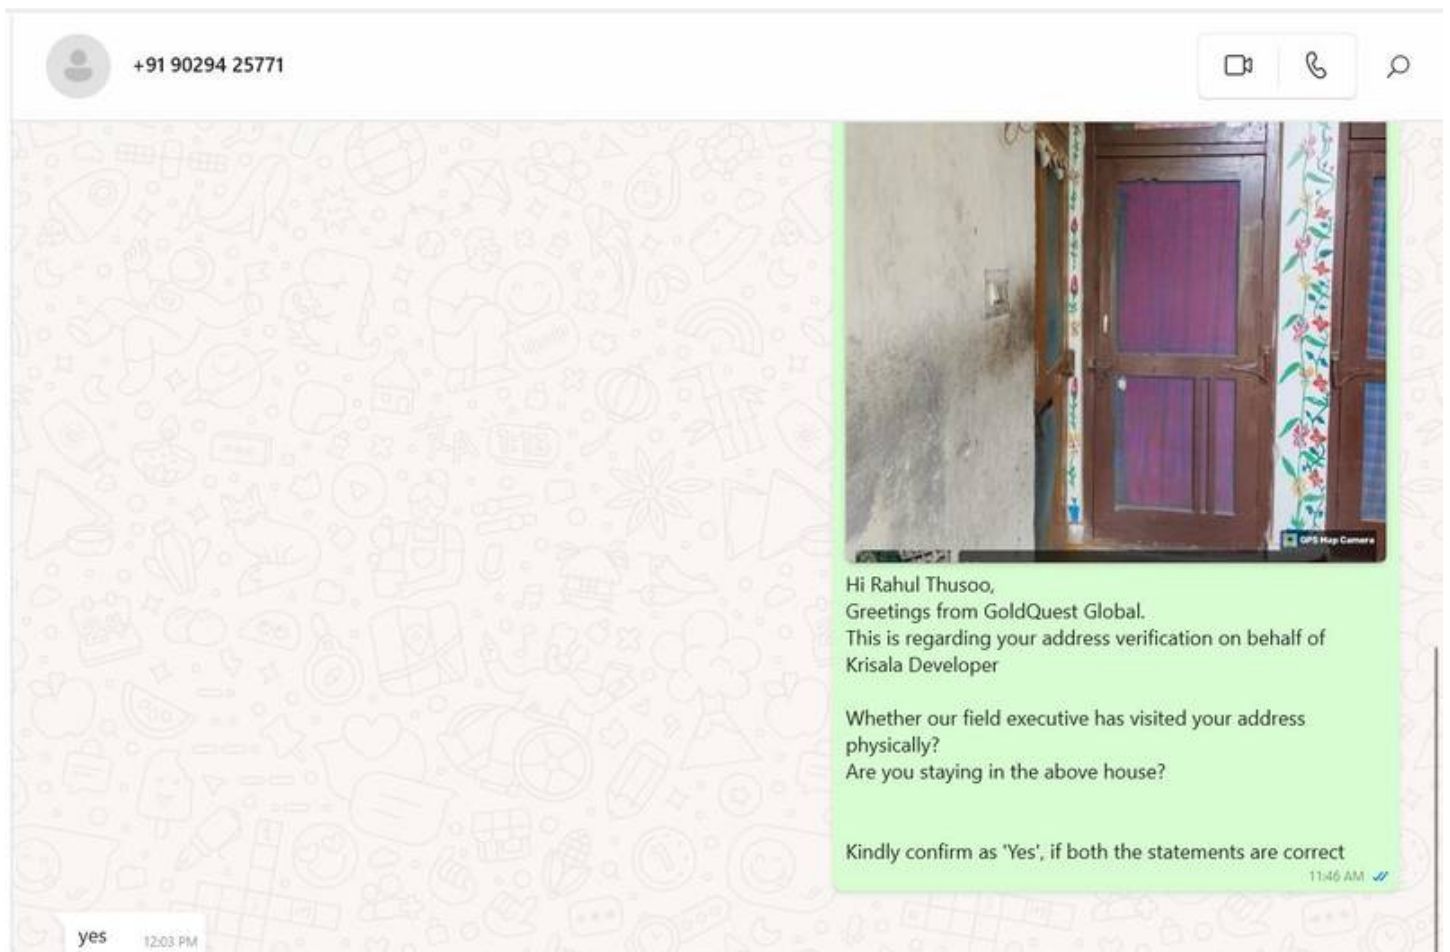 +91 90294 25771
GPS Map Camera
Hi Rahul Thusoo,
Greetings from GoldQuest Global.
This is regarding your address verification on behalf of
Krisala Developer
Whether our field executive has visited your address
physically?
Are you staying in the above house?
Kindly confirm as 'Yes', if both the statements are correct
11:46 AM
yes 12:03 PM